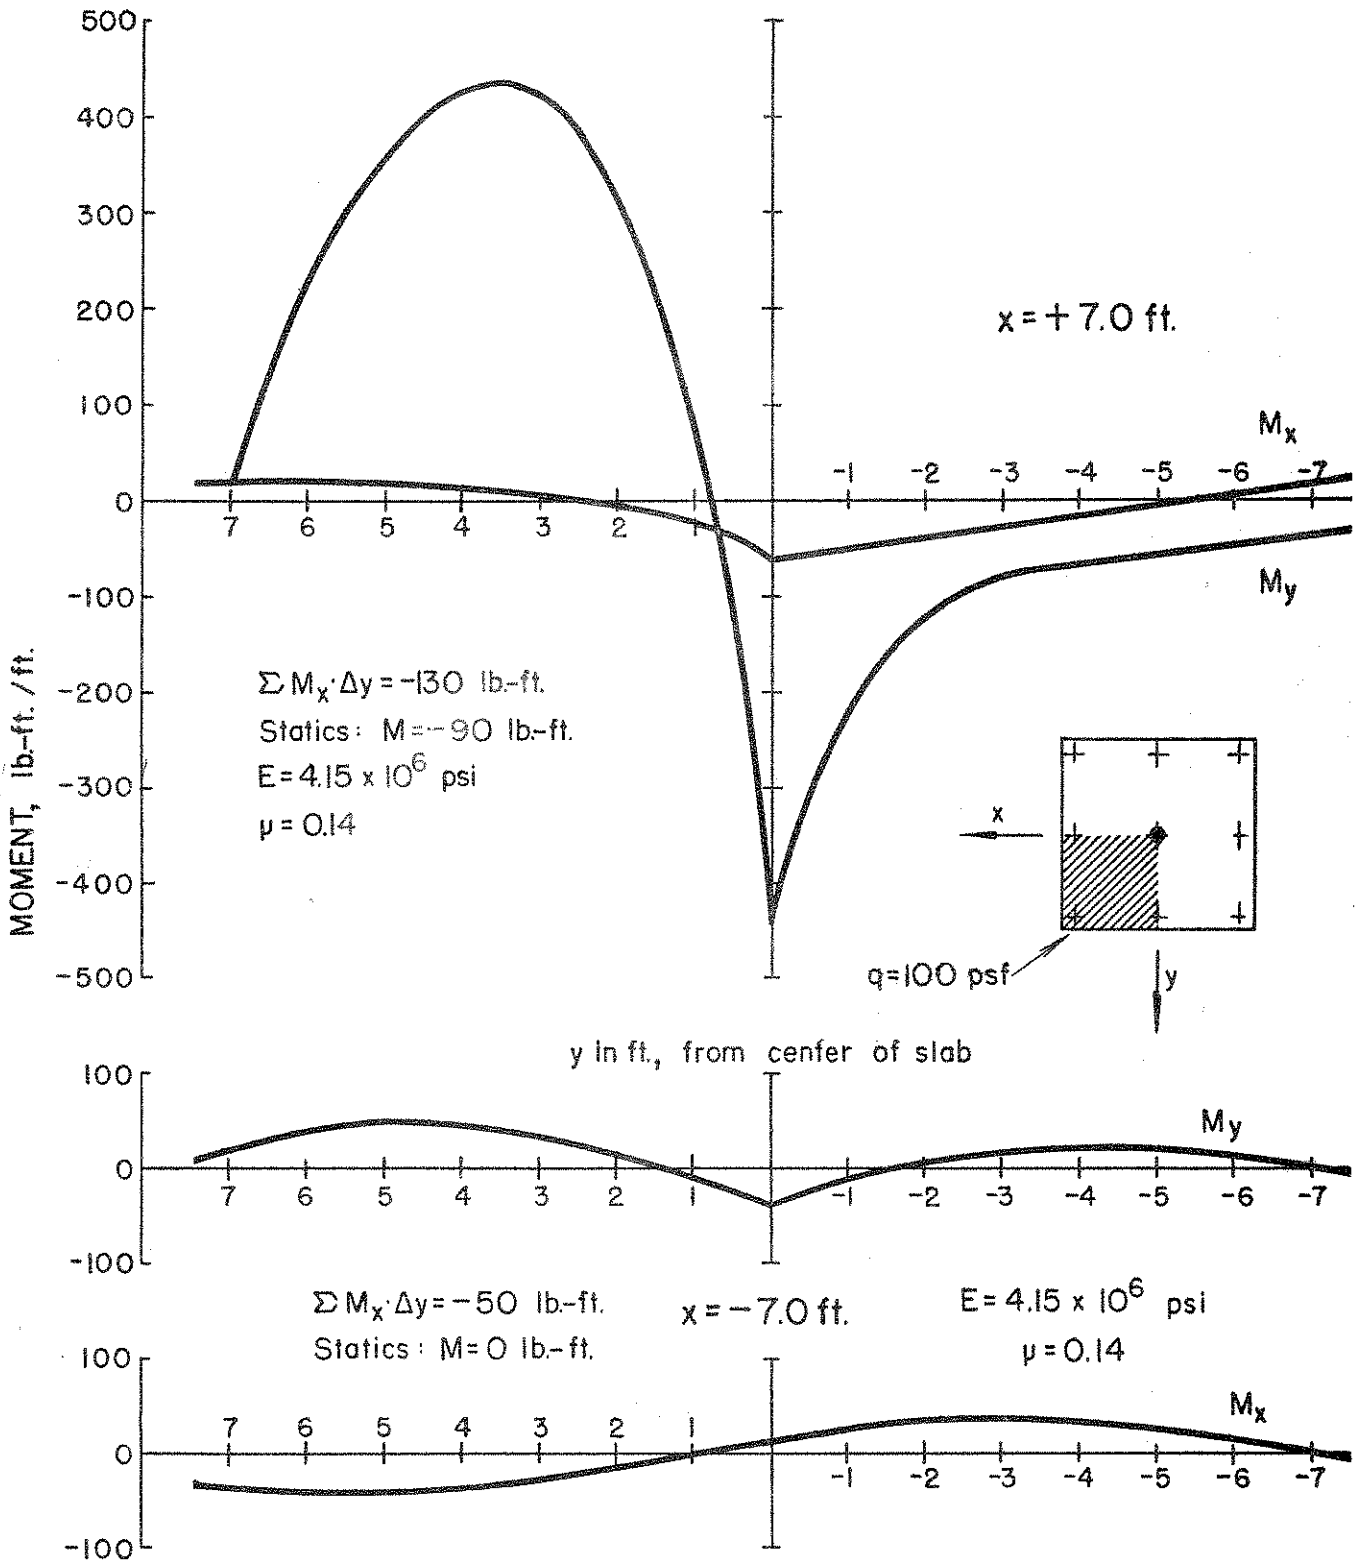 500
400
300
200
100
0
-100
-200
-300
-400
-500
MOMENT, lb.-ft./ft.
x = + 7.0 ft.
Mx
-1 -2 -3 -4 -5 -6 -7
7 6 5 4 3 2 1
My
Σ Mx·Δy = -130 lb.-ft.
Statics: M = -90 lb.-ft.
E = 4.15 x 10^6 psi
μ = 0.14
x
q=100 psf
y
y in ft., from center of slab
100
0
-100
My
7 6 5 4 3 2 1 -1 -2 -3 -4 -5 -6 -7
Σ Mx·Δy = -50 lb.-ft.
Statics: M = 0 lb.-ft.
x = -7.0 ft.
E = 4.15 x 10^6 psi
μ = 0.14
100
0
-100
Mx
7 6 5 4 3 2 1
-1 -2 -3 -4 -5 -6 -7